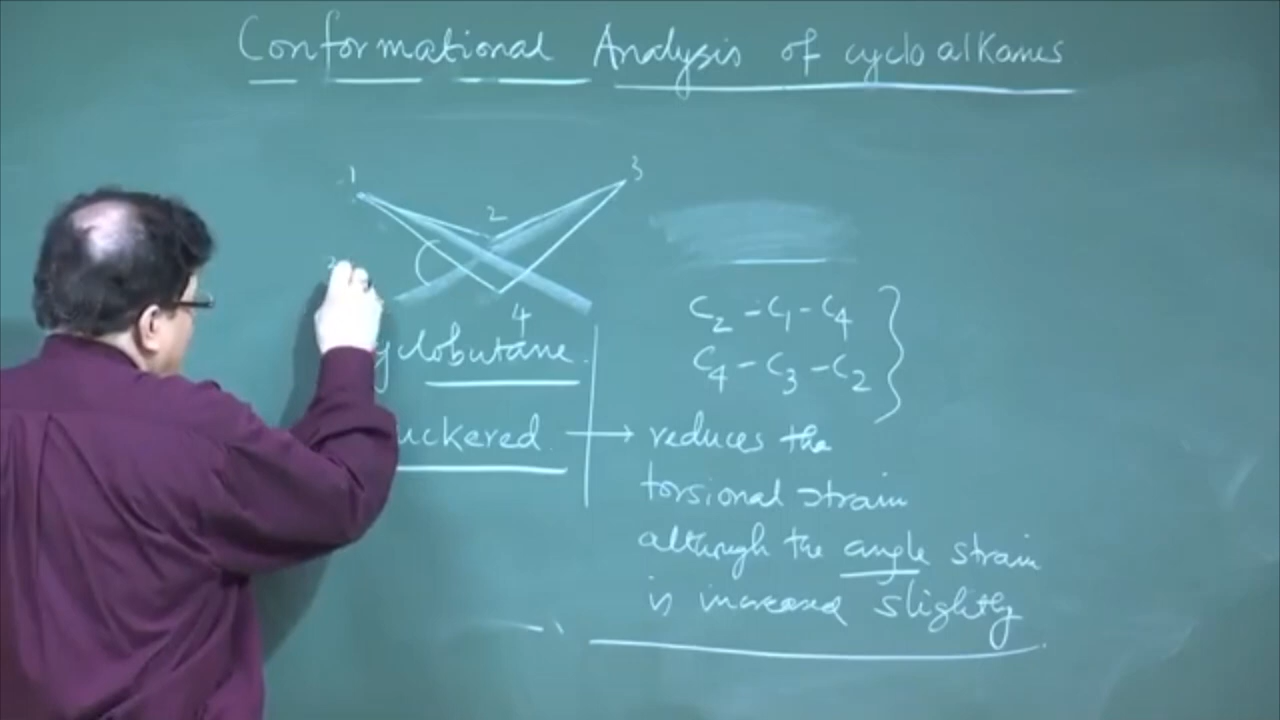 Conformational Analysis of cycloalkanes
1
3
2
4
C2 - C1 - C4
C4 - C3 - C2
yclobutane.
uckered. → reduces the
torsional strain
although the angle strain
is increased slightly